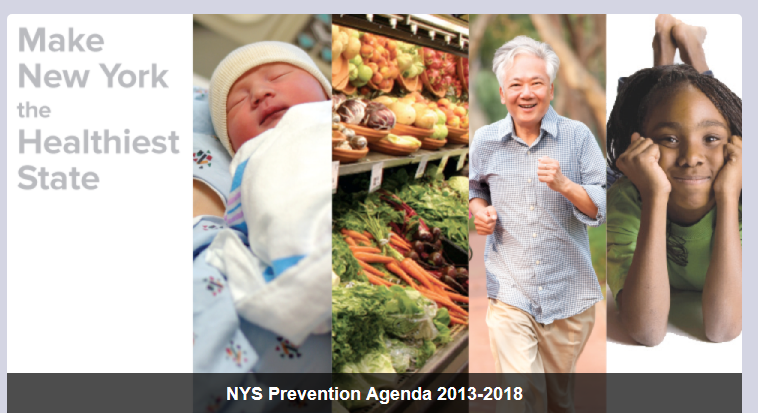 Make
New York
the
Healthiest
State
NYS Prevention Agenda 2013-2018